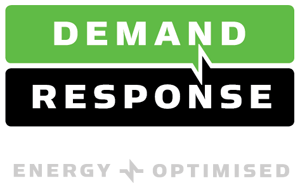 DEMAND
RESPONSE
ENERGY OPTIMISED